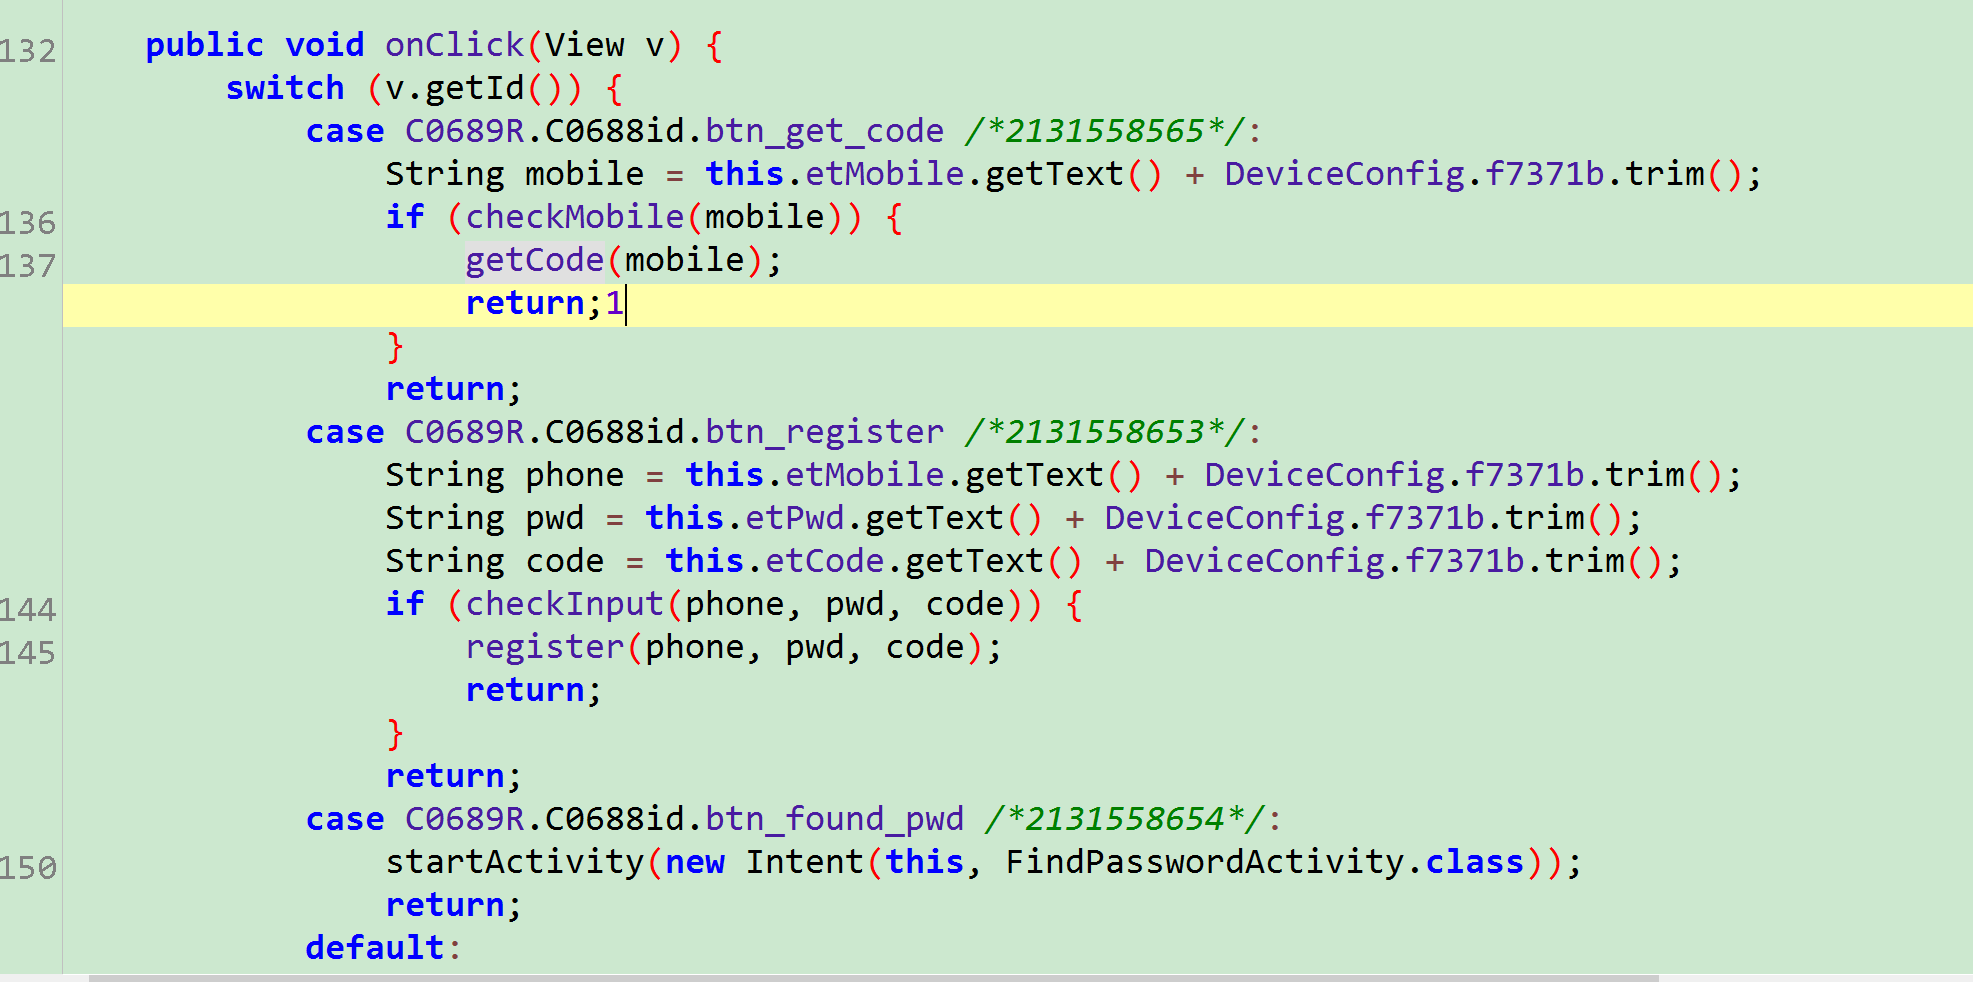 132 public void onClick(View v) {
switch (v.getId()) {
case C0689R.C0688id.btn_get_code /*2131558565*/:
String mobile = this.etMobile.getText() + DeviceConfig.f7371b.trim();
136 if (checkMobile(mobile)) {
137 getCode(mobile);
return;1
}
return;
case C0689R.C0688id.btn_register /*2131558653*/:
String phone = this.etMobile.getText() + DeviceConfig.f7371b.trim();
String pwd = this.etPwd.getText() + DeviceConfig.f7371b.trim();
String code = this.etCode.getText() + DeviceConfig.f7371b.trim();
144 if (checkInput(phone, pwd, code)) {
145 register(phone, pwd, code);
return;
}
return;
case C0689R.C0688id.btn_found_pwd /*2131558654*/:
150 startActivity(new Intent(this, FindPasswordActivity.class));
return;
default: